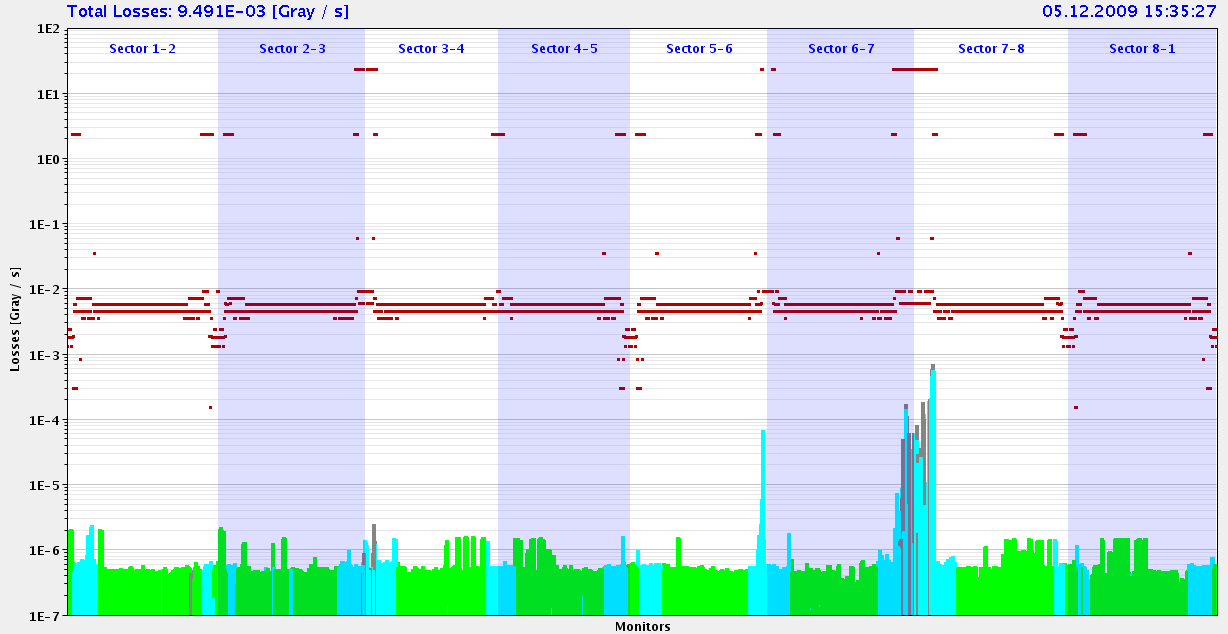 Total Losses: 9.491E-03 [Gray / s]
05.12.2009 15:35:27
Sector 1-2
Sector 2-3
Sector 3-4
Sector 4-5
Sector 5-6
Sector 6-7
Sector 7-8
Sector 8-1
1E2
1E1
1E0
1E-1
1E-2
1E-3
1E-4
1E-5
1E-6
1E-7
Losses [Gray / s]
Monitors